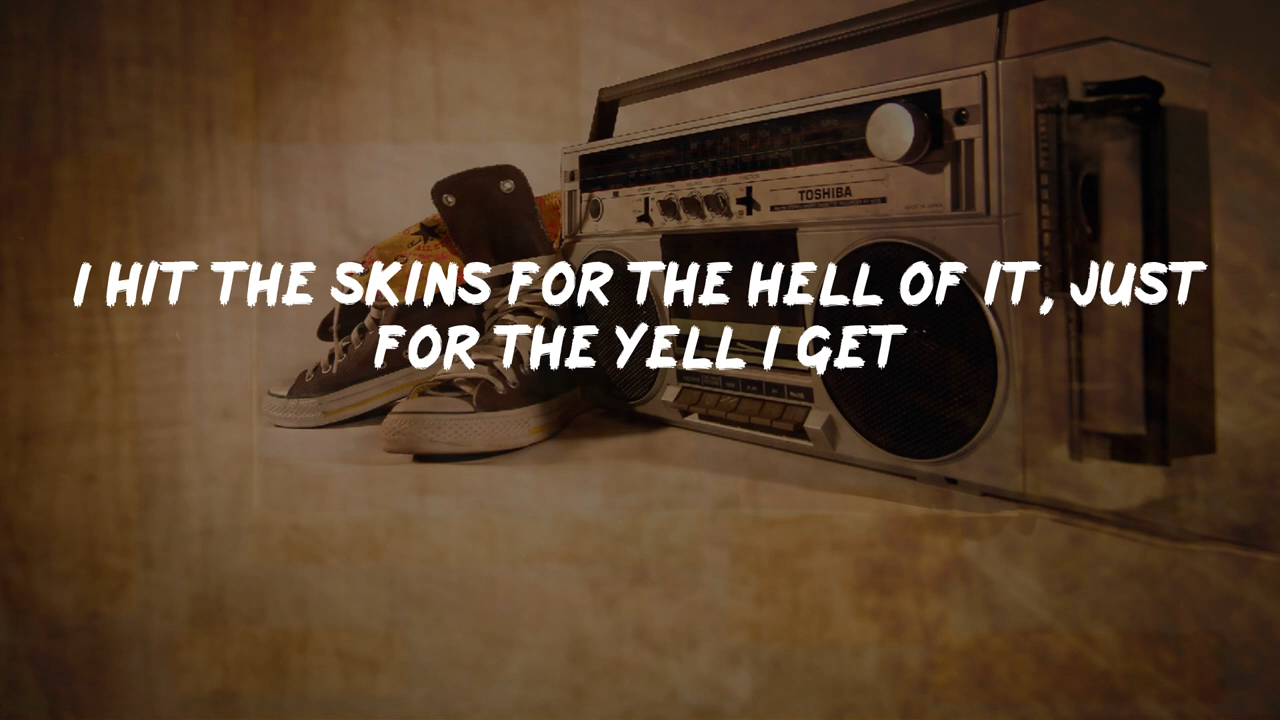 TOSHIBA
I HIT THE SKINS FOR THE HELL OF IT, JUST
FOR THE YELL I GET